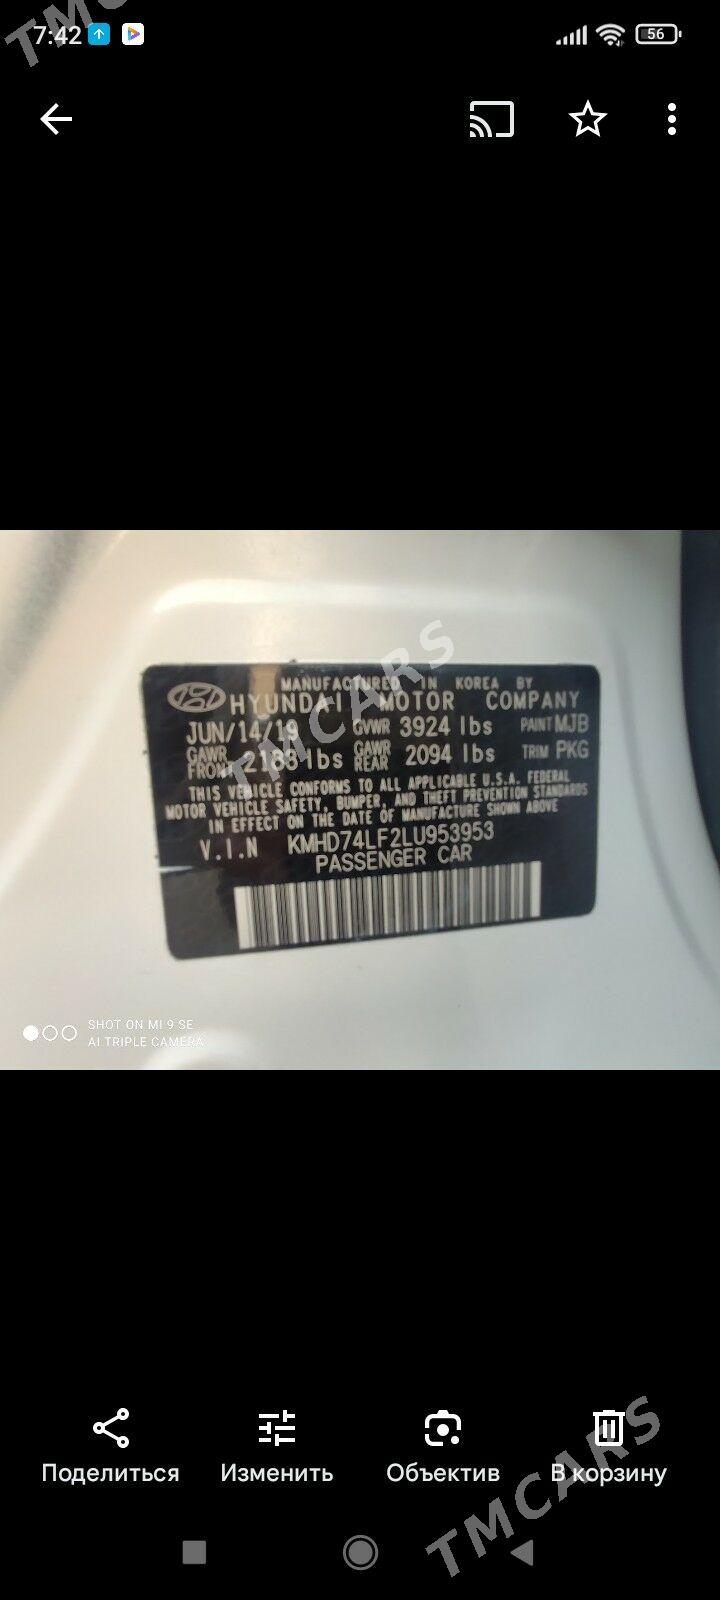 7:42
56
TMCARS
MANUFACTURED IN KOREA BY
HYUNDAI MOTOR COMPANY
JUN/14/19 GVWR 3924 lbs PAINT MJB
GAWR FRONT 2188 lbs GAWR REAR 2094 lbs TRIM PKG
THIS VEHICLE CONFORMS TO ALL APPLICABLE U.S.A. FEDERAL
MOTOR VEHICLE SAFETY, BUMPER, AND THEFT PREVENTION STANDARDS
IN EFFECT ON THE DATE OF MANUFACTURE SHOWN ABOVE
V.I.N KMHD74LF2LU953953
PASSENGER CAR
TMCARS
SHOT ON MI 9 SE
AI TRIPLE CAMERA
Поделиться Изменить Объектив В корзину
TMCARS